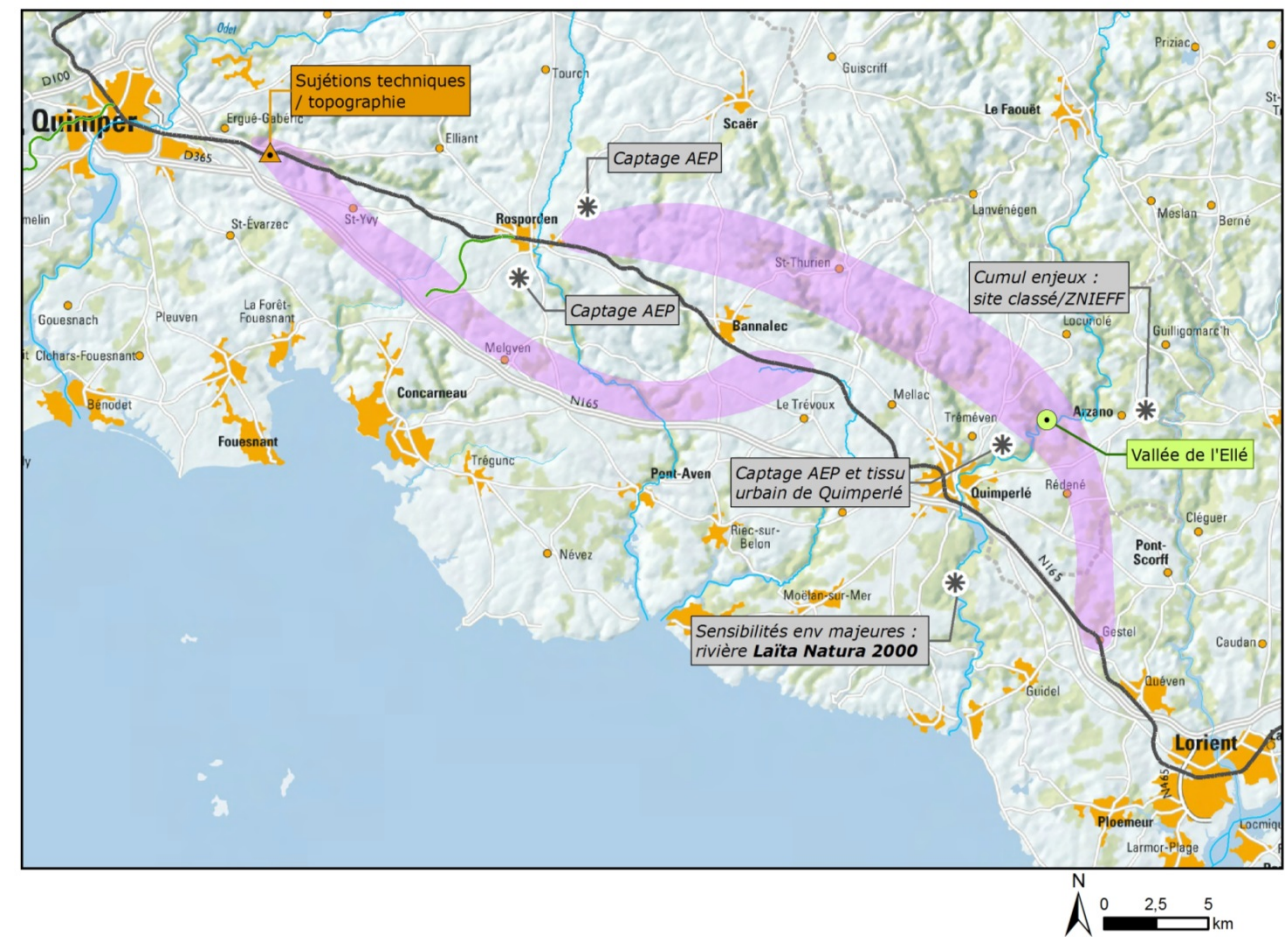 Odet
Priziac
D100
Guiscriff
Tourch
Sujétions techniques
/ topographie
St-
Le Faouët
Quimper
Ergué-Gabéric
Scaër
Elliant
D365
Captage AEP
Lanvénégen
Meslan
Berné
melin
St-Yvy
Rosporden
St-Évarzec
St-Thurien
Cumul enjeux :
site classé/ZNIEFF
La Forêt-
Fouesnant
Gouesnach
Pleuven
Captage AEP
Bannalec
Locunolé
Guilligomarc'h
Clohars-Fouesnant
Melgven
Concarneau
N165
Bénodet
Le Trévoux
Mellac
Tréméven
Arzano
Fouesnant
Vallée de l'Ellé
Trégunc
Pont-Aven
Captage AEP et tissu
urbain de Quimperlé
Quimperlé
Rédené
Cléguer
Riec-sur-
Belon
Névez
Pont-
Scorff
N165
Moëlan-sur-Mer
Sensibilités env majeures :
rivière Laïta Natura 2000
Gestel
Caudan
Guidel
Quéven
Lorient
N465
Ploemeur
Locmiqu
Larmor-Plage
N
0 2,5 5
km